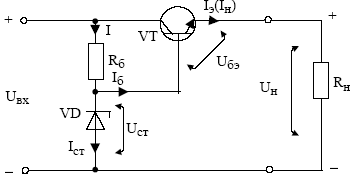 + I VT Iэ(Iн) +
Rб Iб Uбэ
Uвх VD Uст Uн Rн
Iст
− −